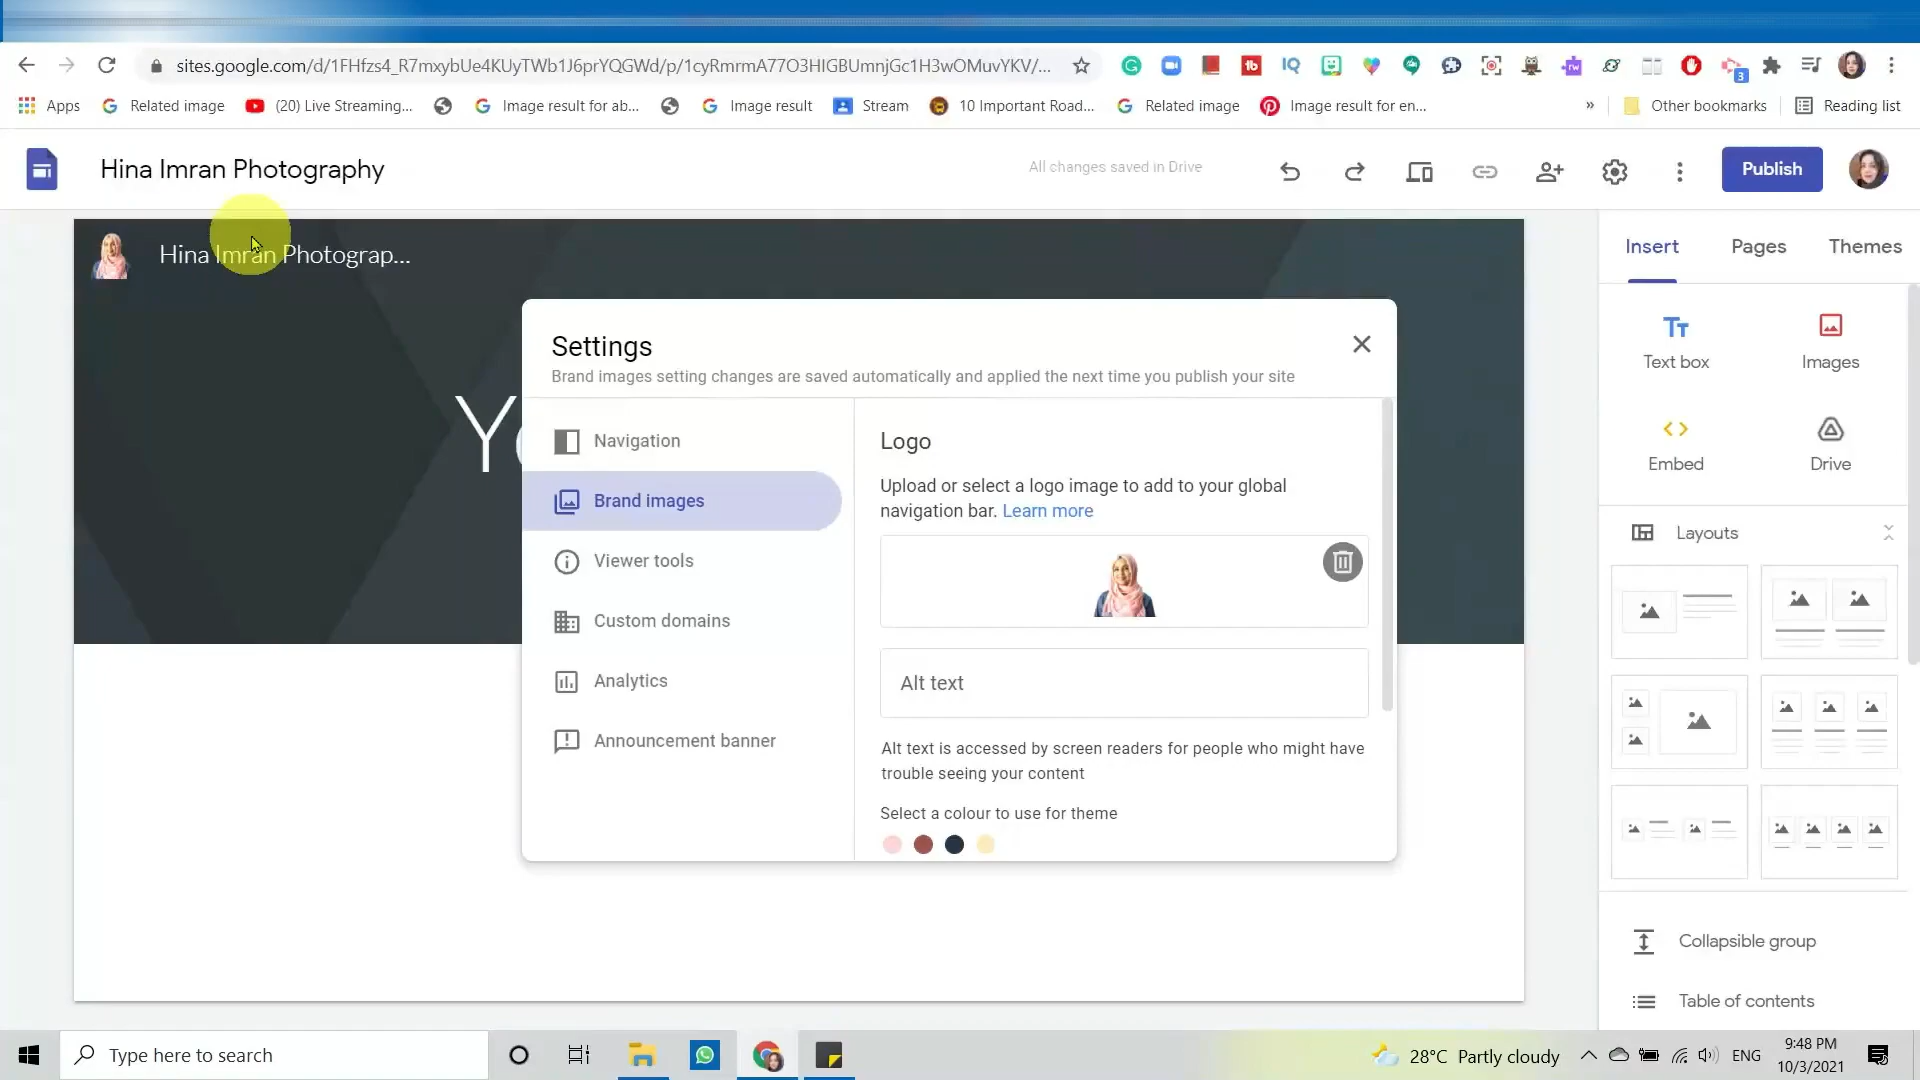 sites.google.com/d/1FHfzs4_R7mxybUe4KUyTWb1J6prYQGWd/p/1cyRmrmA77O3HIGBUmnjGc1H3wOMuvYKV/...
Apps
Related image
(20) Live Streaming...
Image result for ab...
Image result
Stream
10 Important Road...
Related image
Image result for en...
»
Other bookmarks
Reading list
Hina Imran Photography
All changes saved in Drive
Publish
Hina Imran Photograp...
Insert
Pages
Themes
Settings
Brand images setting changes are saved automatically and applied the next time you publish your site
Navigation
Brand images
Viewer tools
Custom domains
Analytics
Announcement banner
Logo
Upload or select a logo image to add to your global
navigation bar. Learn more
Alt text
Alt text is accessed by screen readers for people who might have
trouble seeing your content
Select a colour to use for theme
Text box
Images
Embed
Drive
Layouts
Collapsible group
Table of contents
Type here to search
28°C Partly cloudy
ENG
9:48 PM
10/3/2021